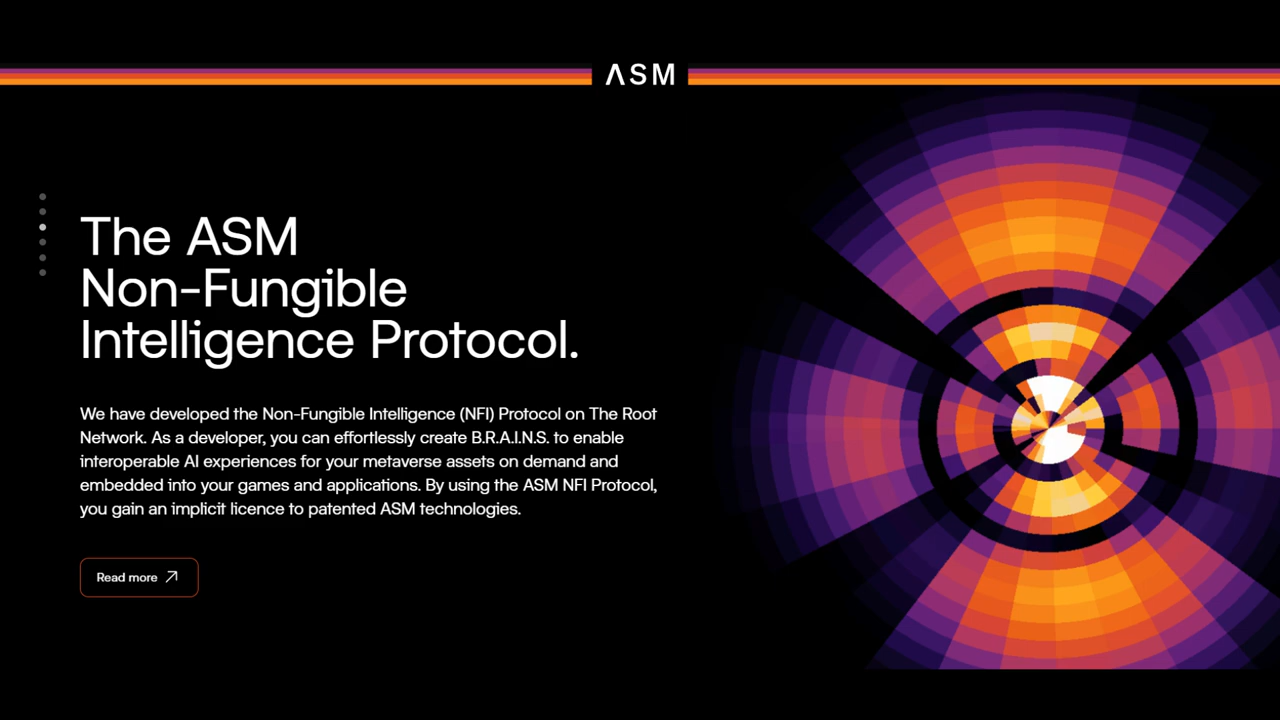 ASM
The ASM
Non-Fungible
Intelligence Protocol.
We have developed the Non-Fungible Intelligence (NFI) Protocol on The Root
Network. As a developer, you can effortlessly create B.R.A.I.N.S. to enable
interoperable AI experiences for your metaverse assets on demand and
embedded into your games and applications. By using the ASM NFI Protocol,
you gain an implicit licence to patented ASM technologies.
Read more